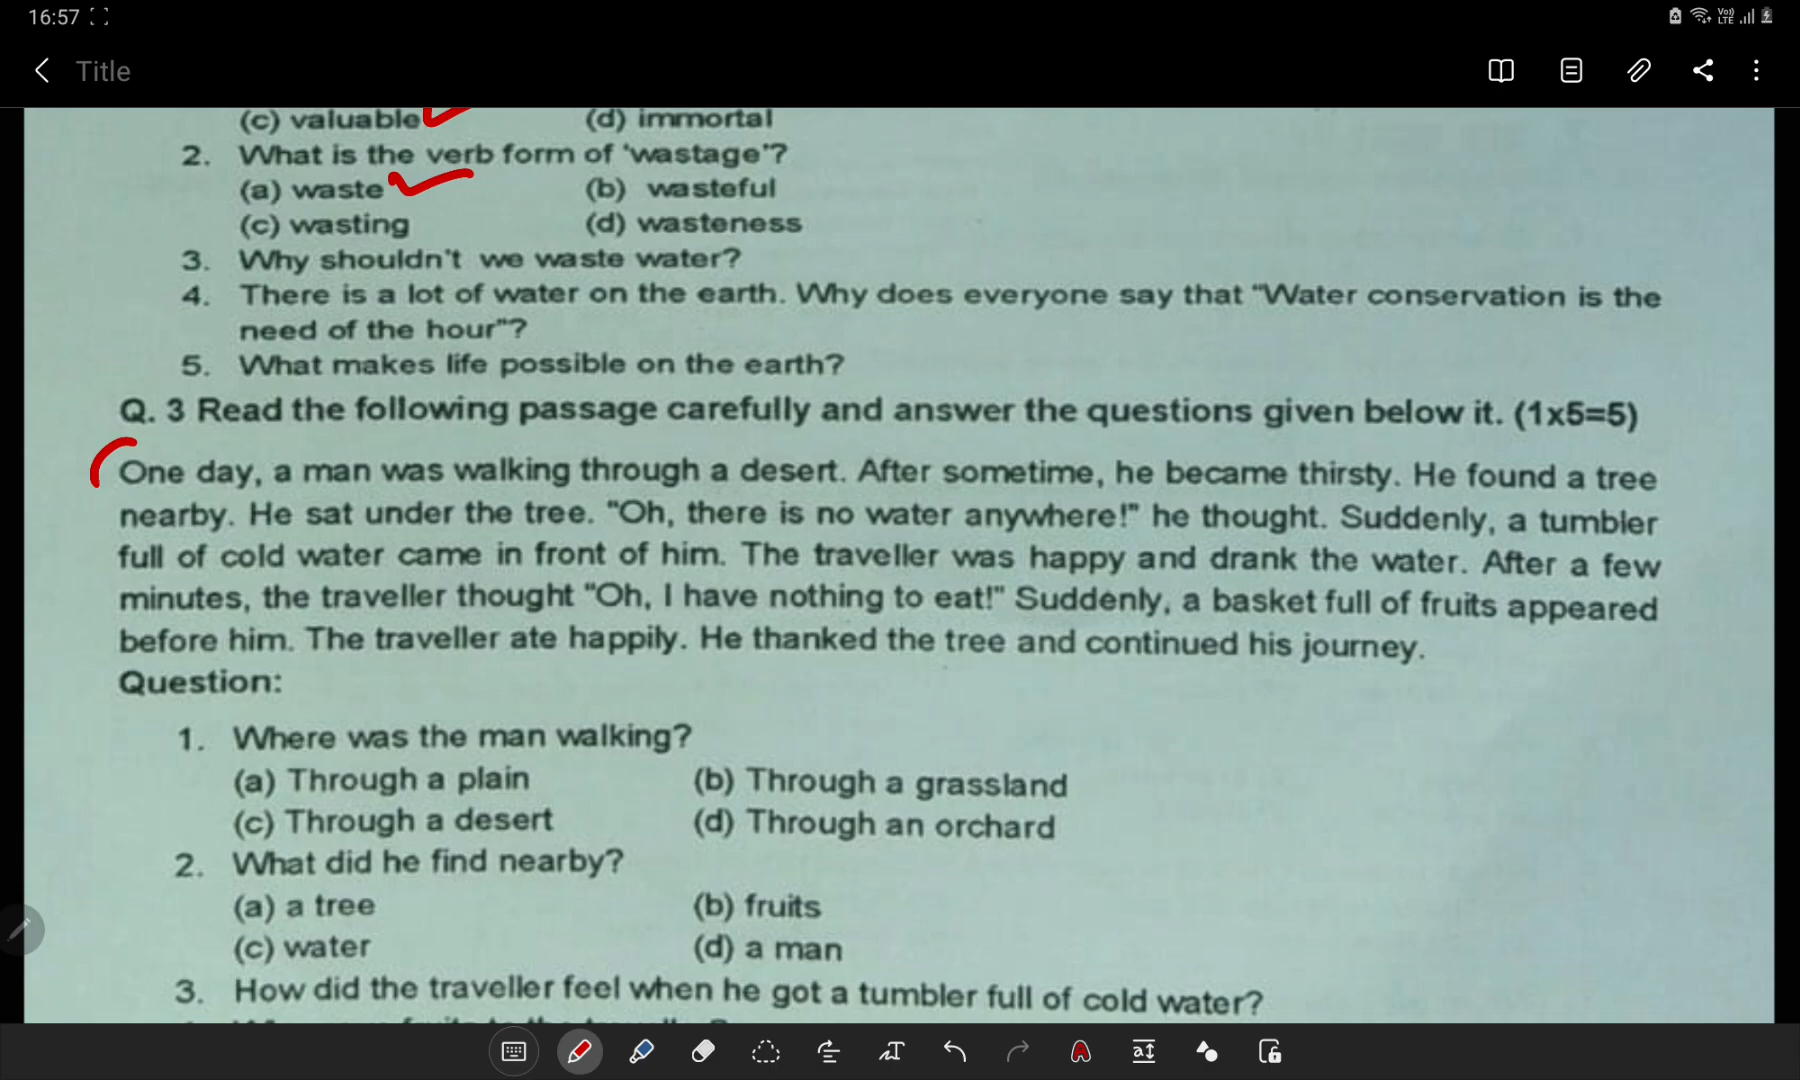 16:57
Title
(c) valuable (d) immortal
2. What is the verb form of 'wastage'?
(a) waste (b) wasteful
(c) wasting (d) wasteness
3. Why shouldn't we waste water?
4. There is a lot of water on the earth. Why does everyone say that "Water conservation is the
need of the hour"?
5. What makes life possible on the earth?
Q. 3 Read the following passage carefully and answer the questions given below it. (1x5=5)
One day, a man was walking through a desert. After sometime, he became thirsty. He found a tree
nearby. He sat under the tree. "Oh, there is no water anywhere!" he thought. Suddenly, a tumbler
full of cold water came in front of him. The traveller was happy and drank the water. After a few
minutes, the traveller thought "Oh, I have nothing to eat!" Suddenly, a basket full of fruits appeared
before him. The traveller ate happily. He thanked the tree and continued his journey.
Question:
1. Where was the man walking?
(a) Through a plain (b) Through a grassland
(c) Through a desert (d) Through an orchard
2. What did he find nearby?
(a) a tree (b) fruits
(c) water (d) a man
3. How did the traveller feel when he got a tumbler full of cold water?